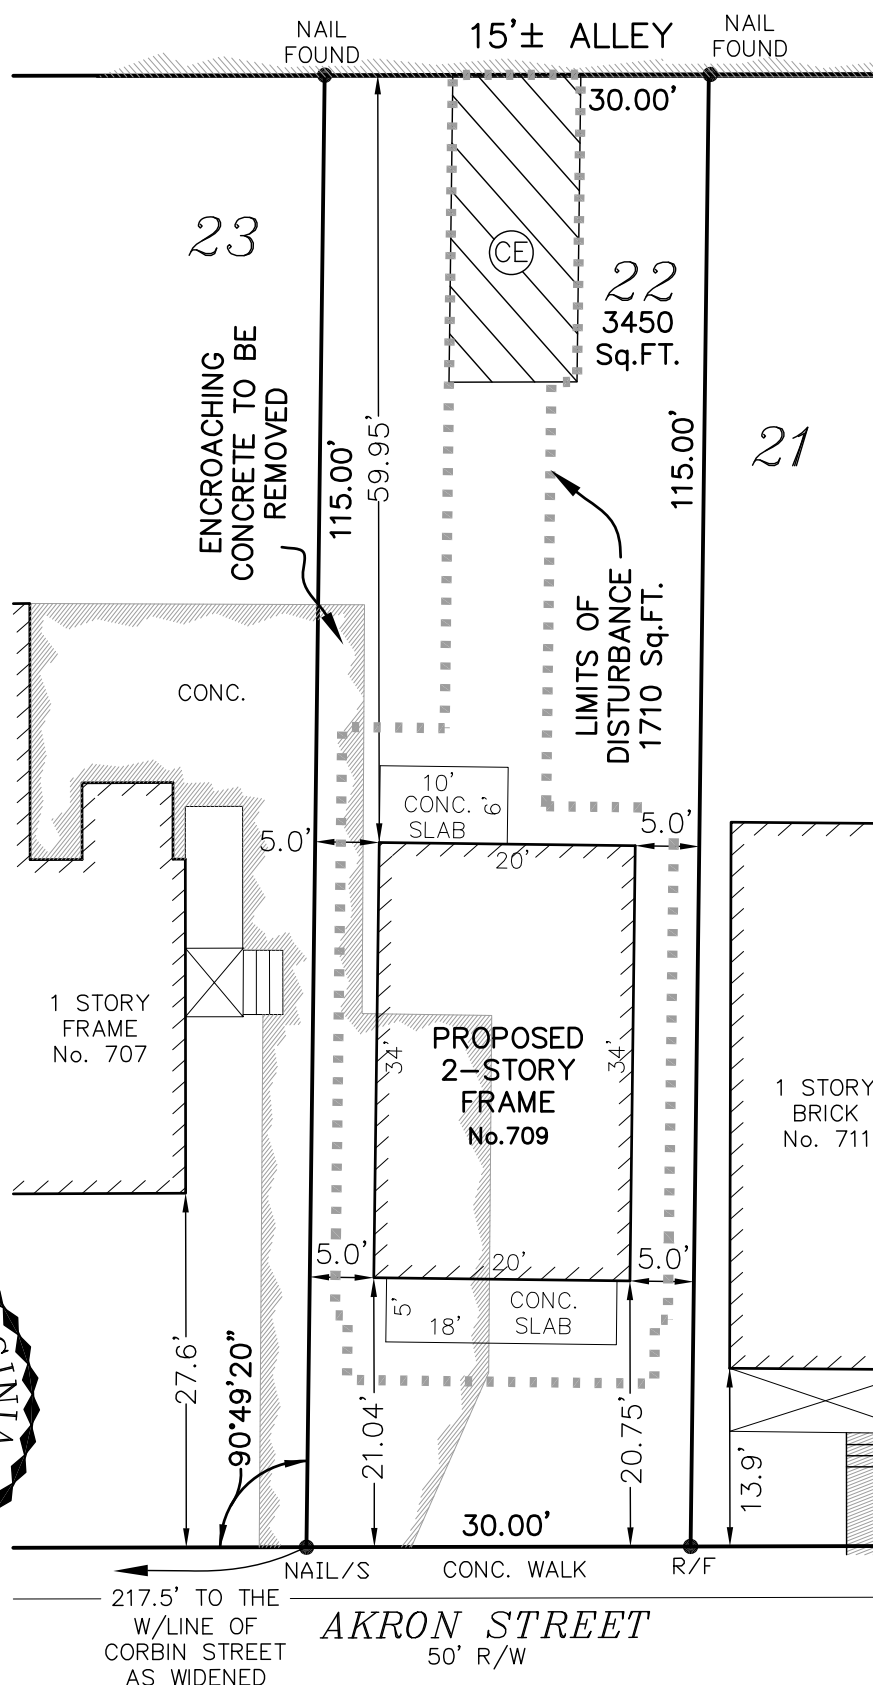 NAIL
FOUND
15'± ALLEY
NAIL
FOUND
30.00'
23
CE
22
3450
Sq.FT.
ENCROACHING
CONCRETE TO BE
REMOVED
115.00'
59.95'
115.00'
21
LIMITS OF
DISTURBANCE
1710 Sq.FT.
CONC.
10'
CONC.
SLAB
6'
5.0'
5.0'
20'
1 STORY
FRAME
No. 707
34'
PROPOSED
2-STORY
FRAME
No.709
34'
1 STORY
BRICK
No. 711
5.0'
20'
5.0'
5'
18'
CONC.
SLAB
27.6'
90°49'20"
21.04'
20.75'
13.9'
30.00'
NAIL/S
CONC. WALK
R/F
217.5' TO THE
W/LINE OF
CORBIN STREET
AS WIDENED
AKRON STREET
50' R/W